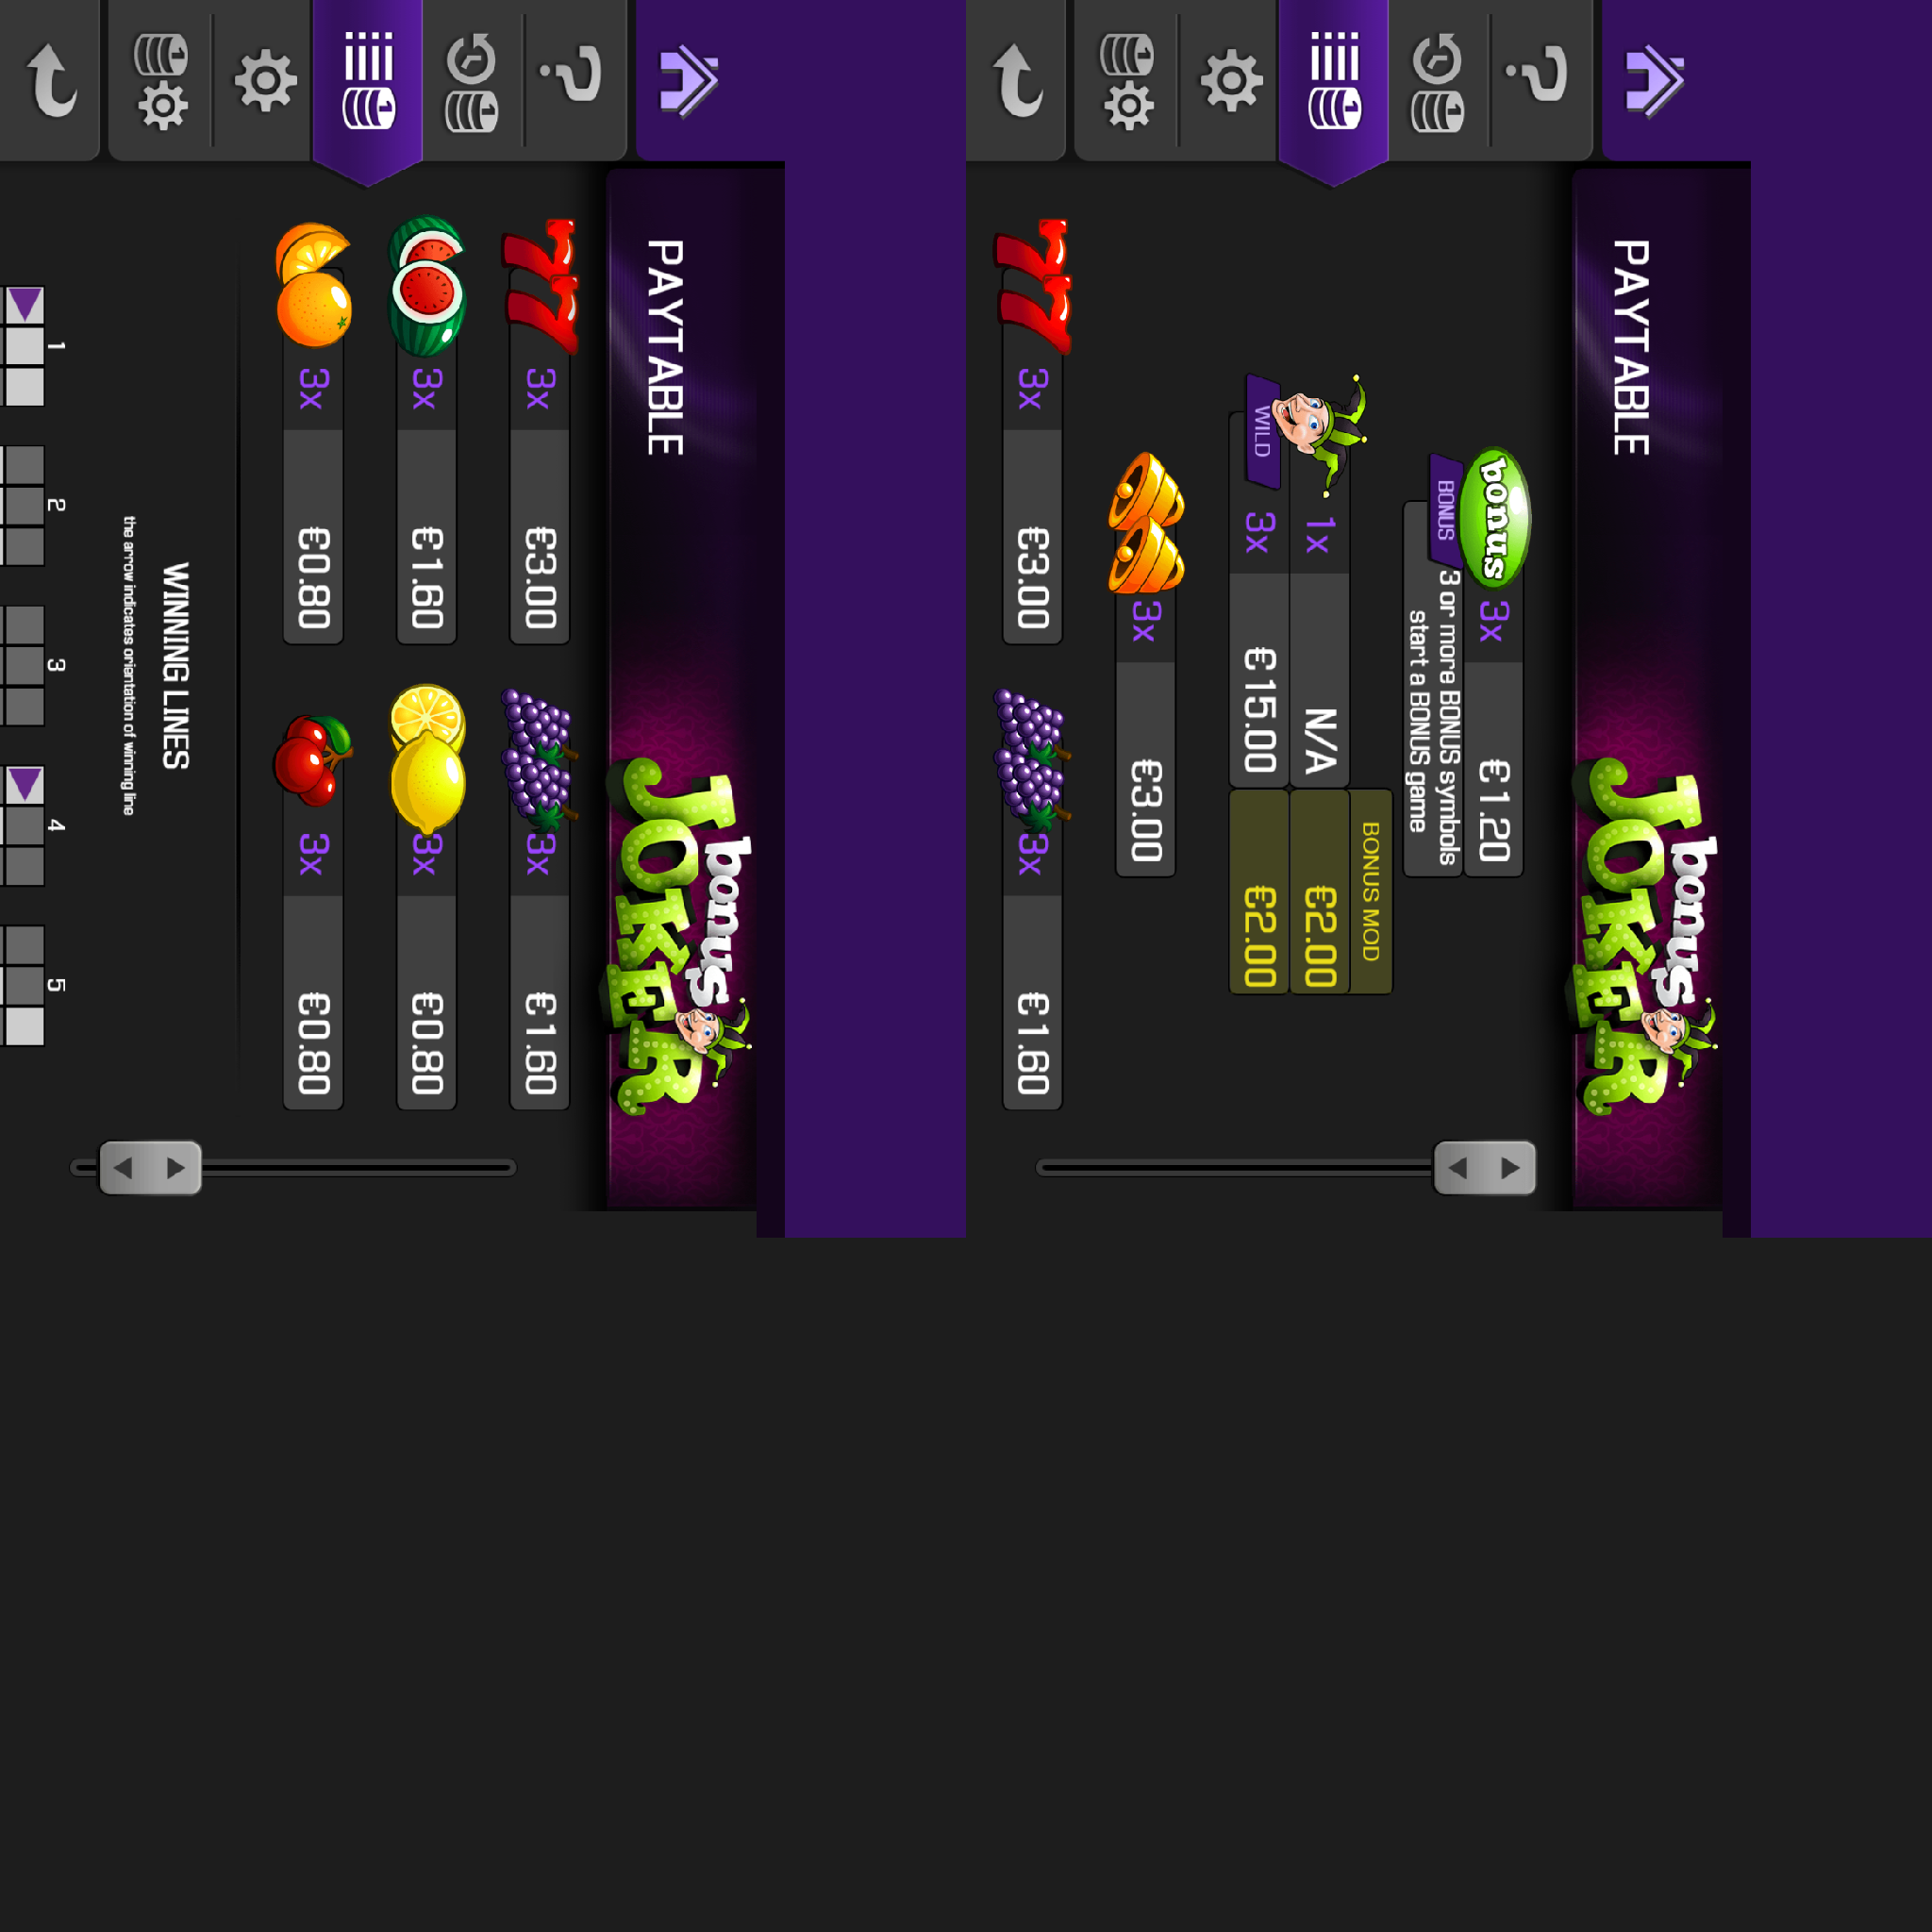 PAYTABLE
bonus
JOKER
bonus
BONUS
3x
€1.20
3 or more BONUS symbols
start a BONUS game
BONUS MOD
WILD
1x
N/A
€2.00
3x
€15.00
€2.00
3x
€3.00
3x
€3.00
3x
€1.60
PAYTABLE
bonus
JOKER
3x
€3.00
3x
€1.60
3x
€1.60
3x
€0.80
3x
€0.80
3x
€0.80
WINNING LINES
the arrow indicates orientation of winning line
1
2
3
4
5